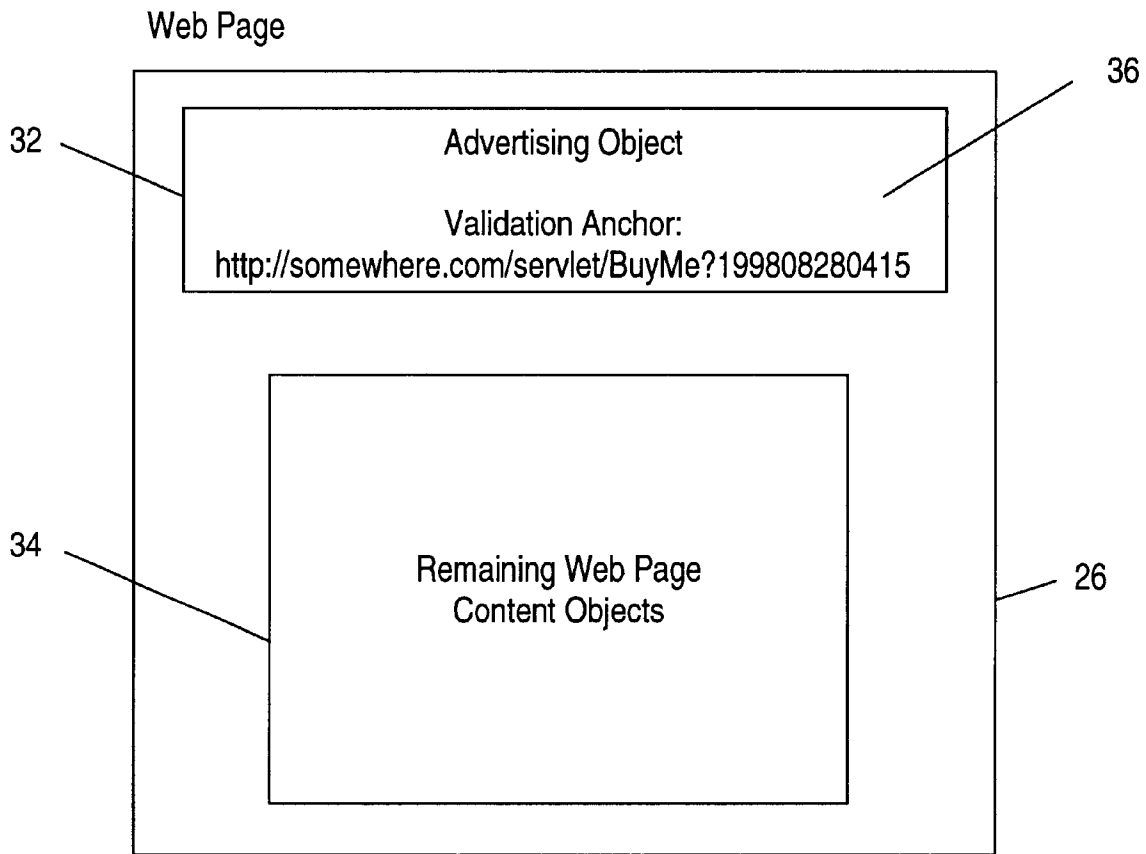 Web Page
36
32
Advertising Object
Validation Anchor:
http://somewhere.com/servlet/BuyMe?199808280415
34
Remaining Web Page
Content Objects
26